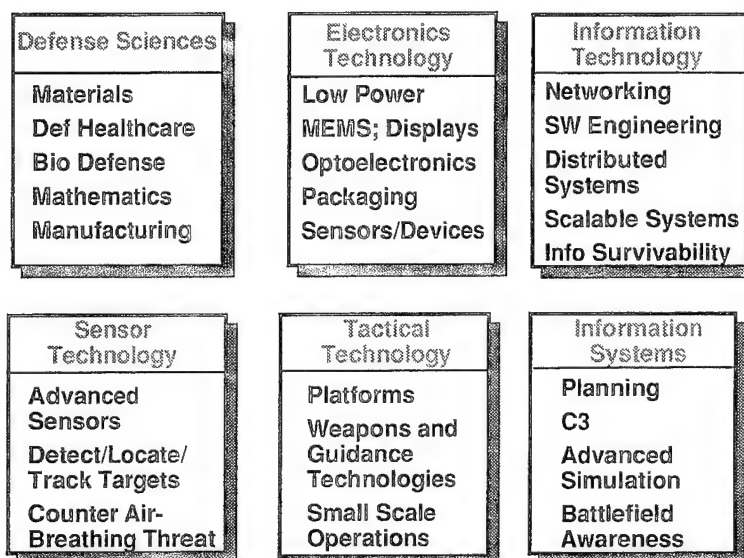 Defense Sciences
Materials
Def Healthcare
Bio Defense
Mathematics
Manufacturing
Electronics
Technology
Low Power
MEMS; Displays
Optoelectronics
Packaging
Sensors/Devices
Information
Technology
Networking
SW Engineering
Distributed
Systems
Scalable Systems
Info Survivability
Sensor
Technology
Advanced
Sensors
Detect/Locate/
Track Targets
Counter Air-
Breathing Threat
Tactical
Technology
Platforms
Weapons and
Guidance
Technologies
Small Scale
Operations
Information
Systems
Planning
C3
Advanced
Simulation
Battlefield
Awareness